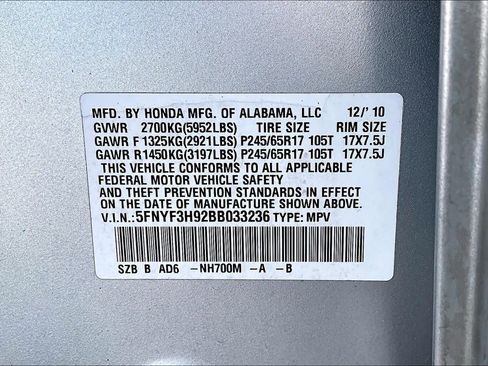 MFD. BY HONDA MFG. OF ALABAMA, LLC 12/'10
GVWR 2700KG(5952LBS) TIRE SIZE RIM SIZE
GAWR F 1325KG(2921LBS) P245/65R17 105T 17X7.5J
GAWR R 1450KG(3197LBS) P245/65R17 105T 17X7.5J
THIS VEHICLE CONFORMS TO ALL APPLICABLE
FEDERAL MOTOR VEHICLE SAFETY
AND THEFT PREVENTION STANDARDS IN EFFECT
ON THE DATE OF MANUFACTURE SHOWN ABOVE.
V.I.N.:5FNYF3H92BB033236 TYPE: MPV
SZB B AD6 -NH700M -A -B